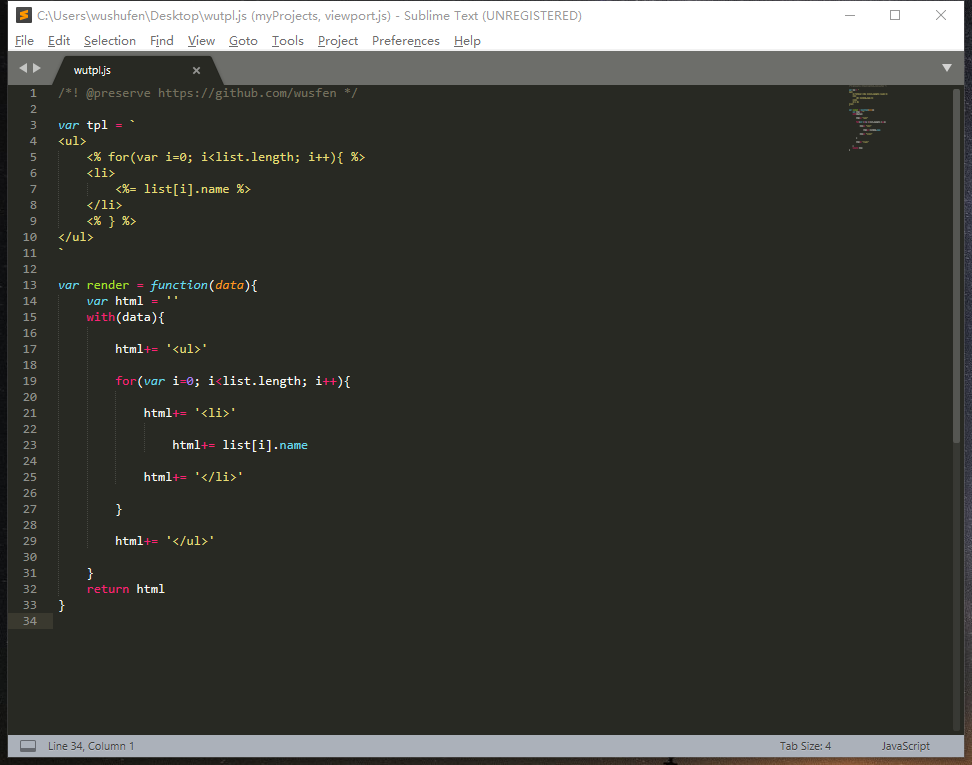 C:\Users\wushufen\Desktop\wutpl.js (myProjects, viewport.js) - Sublime Text (UNREGISTERED)
File Edit Selection Find View Goto Tools Project Preferences Help
wutpl.js ×
1 /*! @preserve https://github.com/wusfen */
2
3 var tpl = `
4 <ul>
5     <% for(var i=0; i<list.length; i++){ %>
6     <li>
7         <%= list[i].name %>
8     </li>
9     <% } %>
10 </ul>
11 `
12
13 var render = function(data){
14     var html = ''
15     with(data){
16
17         html+= '<ul>'
18
19         for(var i=0; i<list.length; i++){
20
21             html+= '<li>'
22
23                 html+= list[i].name
24
25             html+= '</li>'
26
27         }
28
29         html+= '</ul>'
30
31     }
32     return html
33 }
34
Line 34, Column 1
Tab Size: 4
JavaScript